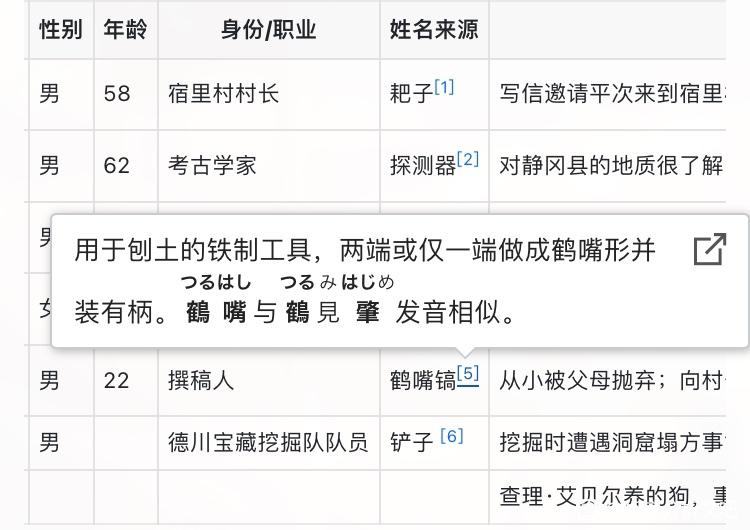 性别 年龄 身份/职业 姓名来源
男 58 宿里村村长 耙子[1] 写信邀请平次来到宿里
男 62 考古学家 探测器[2] 对静冈县的地质很了解
用于刨土的铁制工具，两端或仅一端做成鹤嘴形并
つるはし つるみはじめ
装有柄。鶴嘴与鶴見肇发音相似。
男 22 撰稿人 鹤嘴镐[5] 从小被父母抛弃；向村
男 德川宝藏挖掘队队员 铲子[6] 挖掘时遭遇洞窟塌方事
查理·艾贝尔养的狗，事